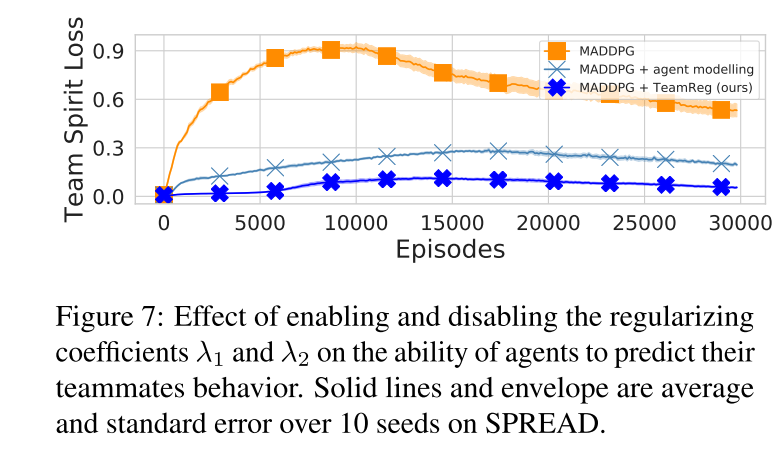 Team Spirit Loss
0.9
0.6
0.3
0.0
MADDPG
MADDPG + agent modelling
MADDPG + TeamReg (ours)
0 5000 10000 15000 20000 25000 30000
Episodes
Figure 7: Effect of enabling and disabling the regularizing
coefficients λ₁ and λ₂ on the ability of agents to predict their
teammates behavior. Solid lines and envelope are average
and standard error over 10 seeds on SPREAD.